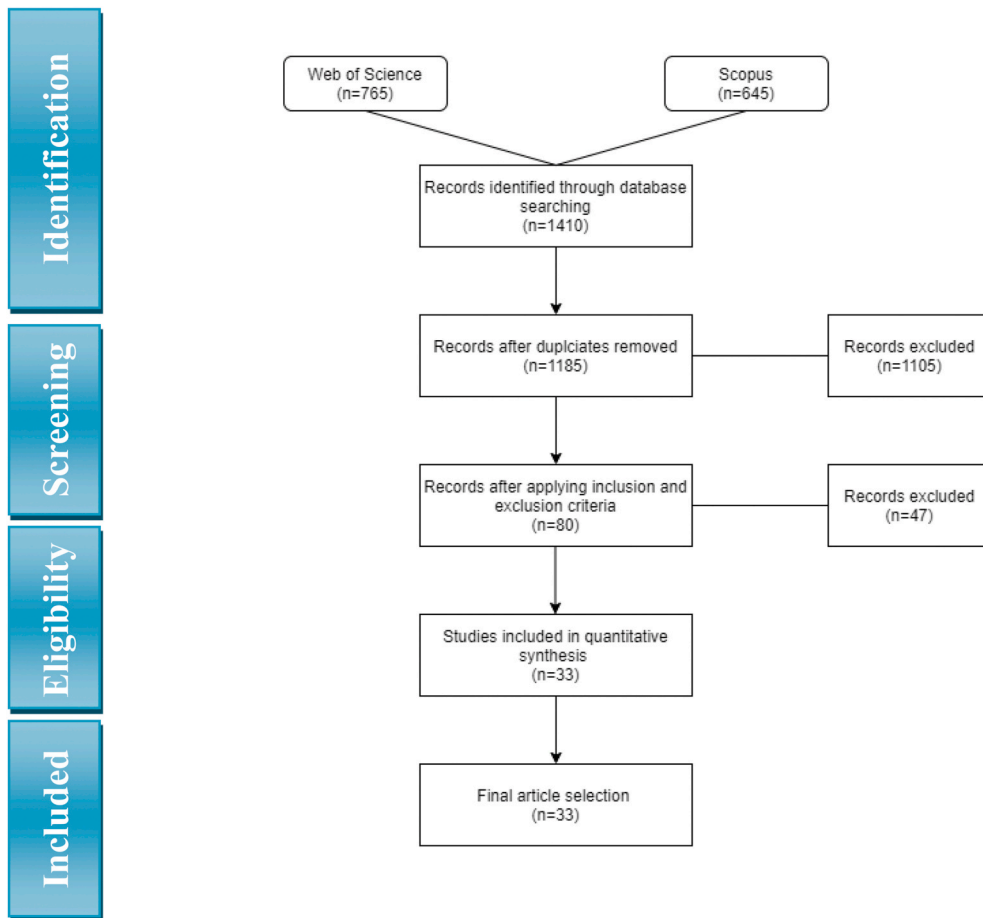 Identification
Web of Science
(n=765)
Scopus
(n=645)
Records identified through database
searching
(n=1410)
Screening
Records after duplciates removed
(n=1185)
Records excluded
(n=1105)
Records after applying inclusion and
exclusion criteria
(n=80)
Records excluded
(n=47)
Eligibility
Studies included in quantitative
synthesis
(n=33)
Included
Final article selection
(n=33)